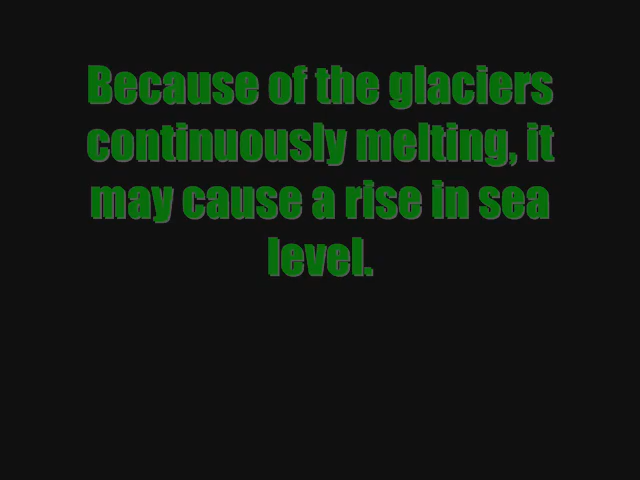 Because of the glaciers
continuously melting, it
may cause a rise in sea
level.